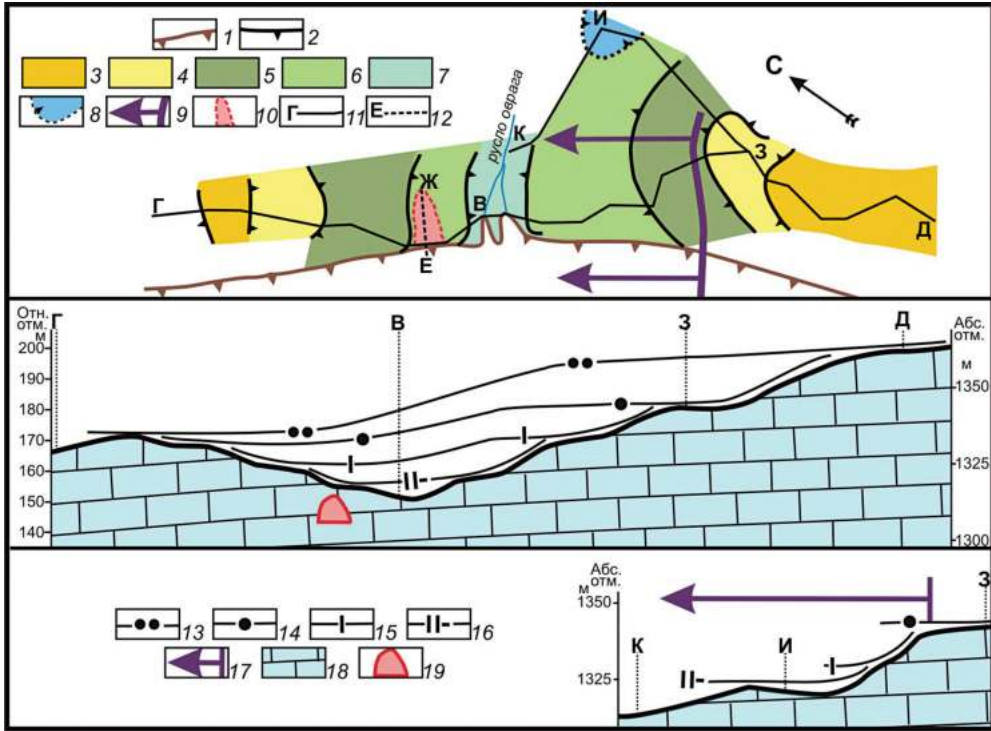 1 2
3 4 5 6 7
8 9 10 Г 11 Е 12
И
С
русло оврага
К
З
Г
Ж
В
Е
Д
Отн. отм. м
Г В З Д
Абс. отм. м
200
190
180
170
160
150
140
1350
1325
1300
I I
II-
13 14 I 15 II- 16
17 18 19
Абс. отм. м
1350
1325
К И З
II- -I